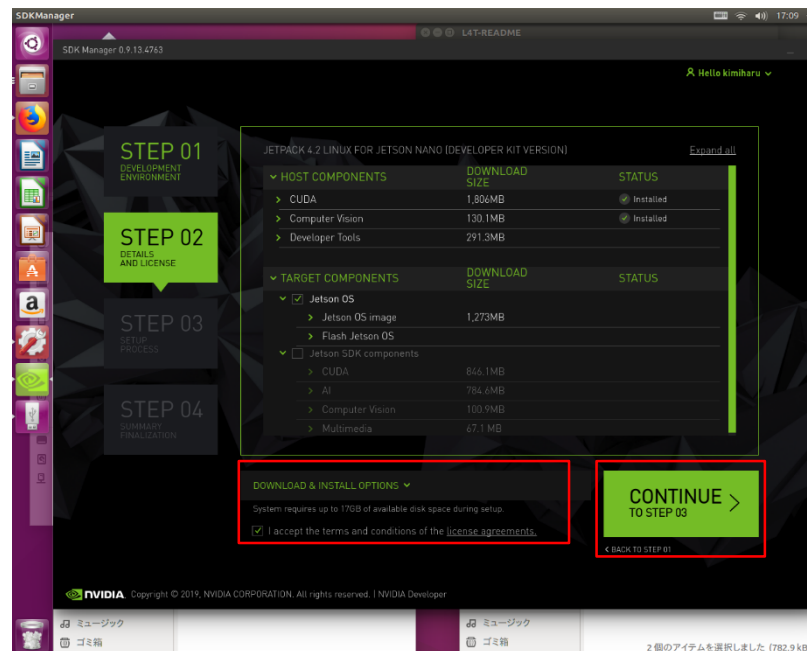 SDKManager
17:09
L4T-README
SDK Manager 0.9.13.4763
Hello kimiharu
STEP 01
DEVELOPMENT
ENVIRONMENT
STEP 02
DETAILS
AND LICENSE
STEP 03
SETUP
PROCESS
STEP 04
SUMMARY
FINALIZATION
JETPACK 4.2 LINUX FOR JETSON NANO (DEVELOPER KIT VERSION)
Expand all
HOST COMPONENTS
DOWNLOAD
SIZE
STATUS
CUDA 1,806MB Installed
Computer Vision 130.1MB Installed
Developer Tools 291.3MB
TARGET COMPONENTS
DOWNLOAD
SIZE
STATUS
Jetson OS
Jetson OS image 1,273MB
Flash Jetson OS
Jetson SDK components
CUDA 846.1MB
AI 784.6MB
Computer Vision 100.9MB
Multimedia 67.1 MB
DOWNLOAD & INSTALL OPTIONS
System requires up to 17GB of available disk space during setup.
I accept the terms and conditions of the license agreements.
CONTINUE
TO STEP 03
BACK TO STEP 01
NVIDIA. Copyright © 2019, NVIDIA CORPORATION, All rights reserved. | NVIDIA Developer
ミュージック
ゴミ箱
ミュージック
ゴミ箱
2 個のアイテムを選択しました (782.9 kB